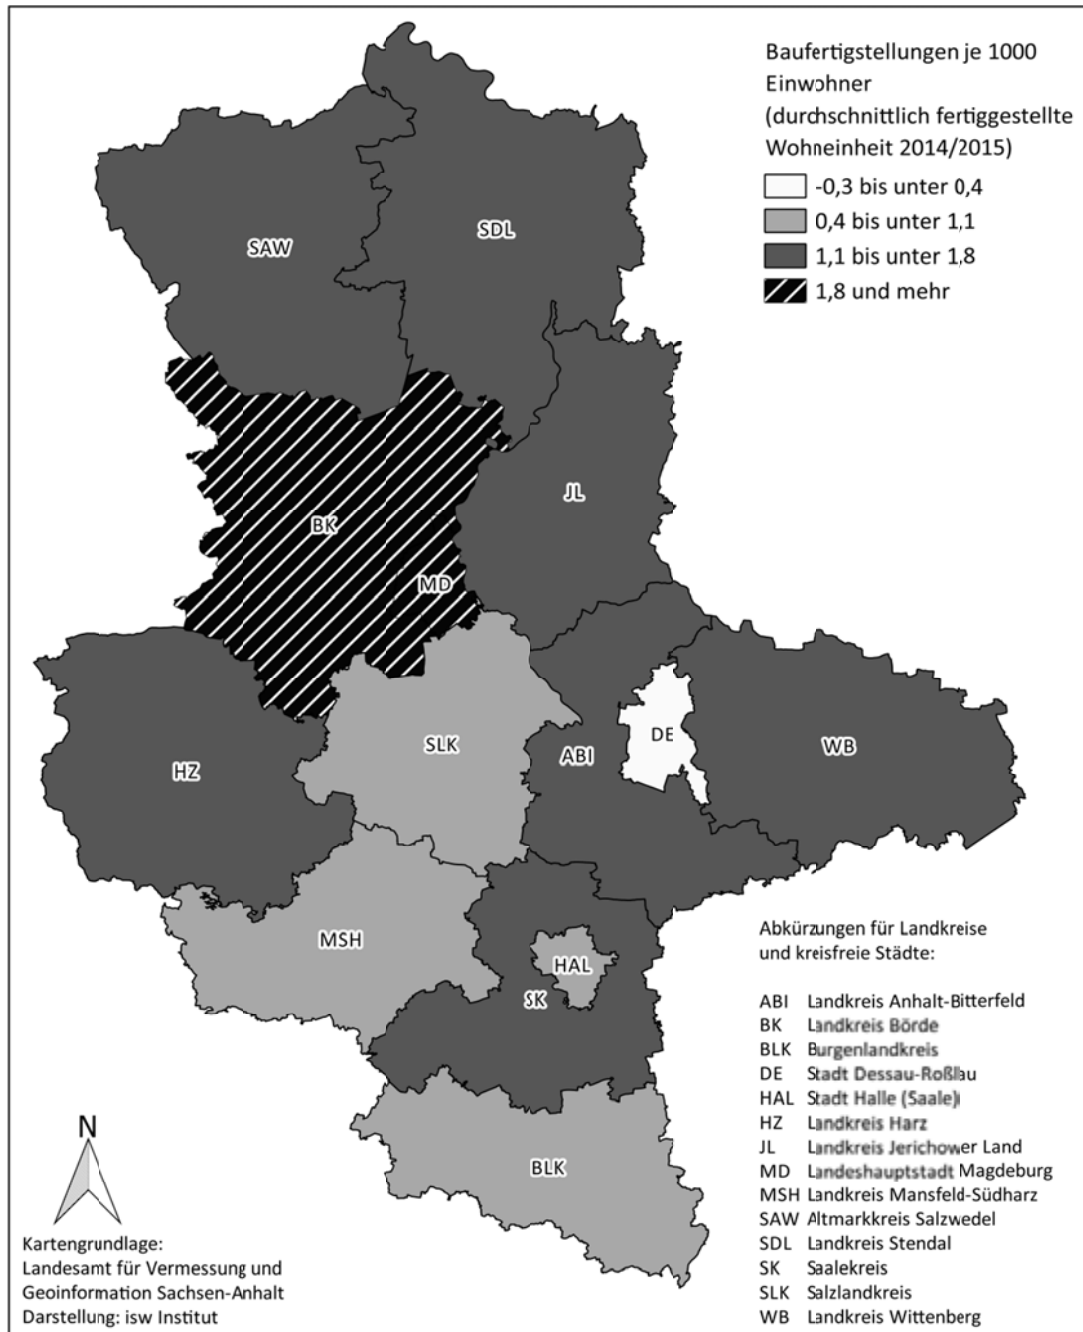 Baufertigstellungen je 1000
Einwohner
(durchschnittlich fertiggestellte
Wohneinheit 2014/2015)
-0,3 bis unter 0,4
0,4 bis unter 1,1
1,1 bis unter 1,8
1,8 und mehr
SAW
SDL
JL
BK
MD
DE
WB
SLK
ABI
HZ
MSH
HAL
SK
BLK
Abkürzungen für Landkreise
und kreisfreie Städte:
ABI Landkreis Anhalt-Bitterfeld
BK Landkreis Börde
BLK Burgenlandkreis
DE Stadt Dessau-Roßlau
HAL Stadt Halle (Saale)
HZ Landkreis Harz
JL Landkreis Jerichower Land
MD Landeshauptstadt Magdeburg
MSH Landkreis Mansfeld-Südharz
SAW Altmarkkreis Salzwedel
SDL Landkreis Stendal
SK Saalekreis
SLK Salzlandkreis
WB Landkreis Wittenberg
N
Kartengrundlage:
Landesamt für Vermessung und
Geoinformation Sachsen-Anhalt
Darstellung: isw Institut